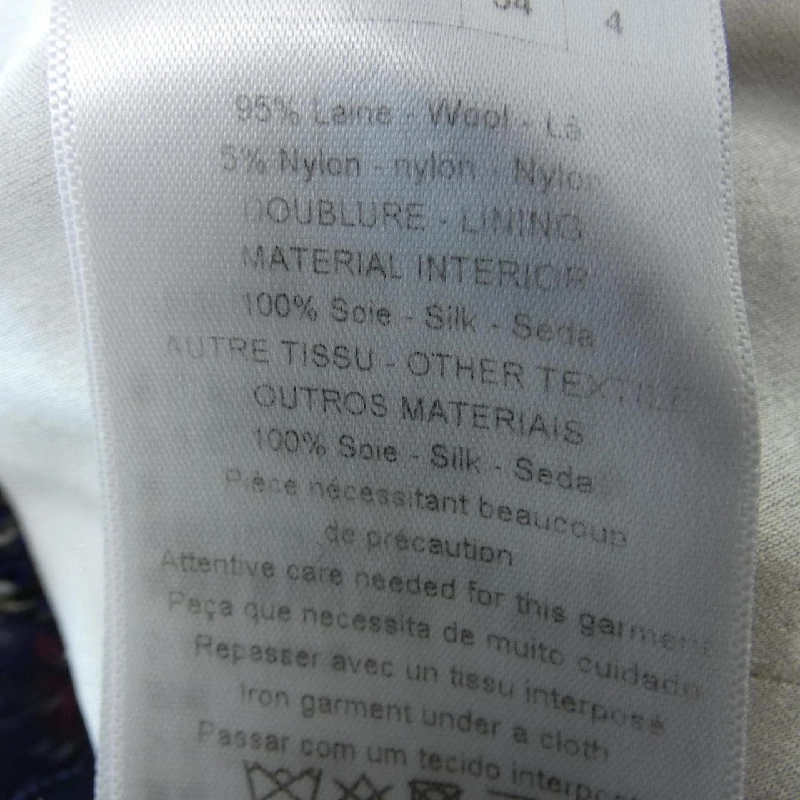 34 4
95% Laine - Wool - Lã
5% Nylon - nylon - Nylon
DOUBLURE - LINING
MATERIAL INTERIOR
100% Soie - Silk - Seda
AUTRE TISSU - OTHER TEXTILE
OUTROS MATERIAIS
100% Soie - Silk - Seda
Pièce nécessitant beaucoup
de précaution
Attentive care needed for this garment
Peça que necessita de muito cuidado
Repasser avec un tissu interposé
Iron garment under a cloth
Passar com um tecido